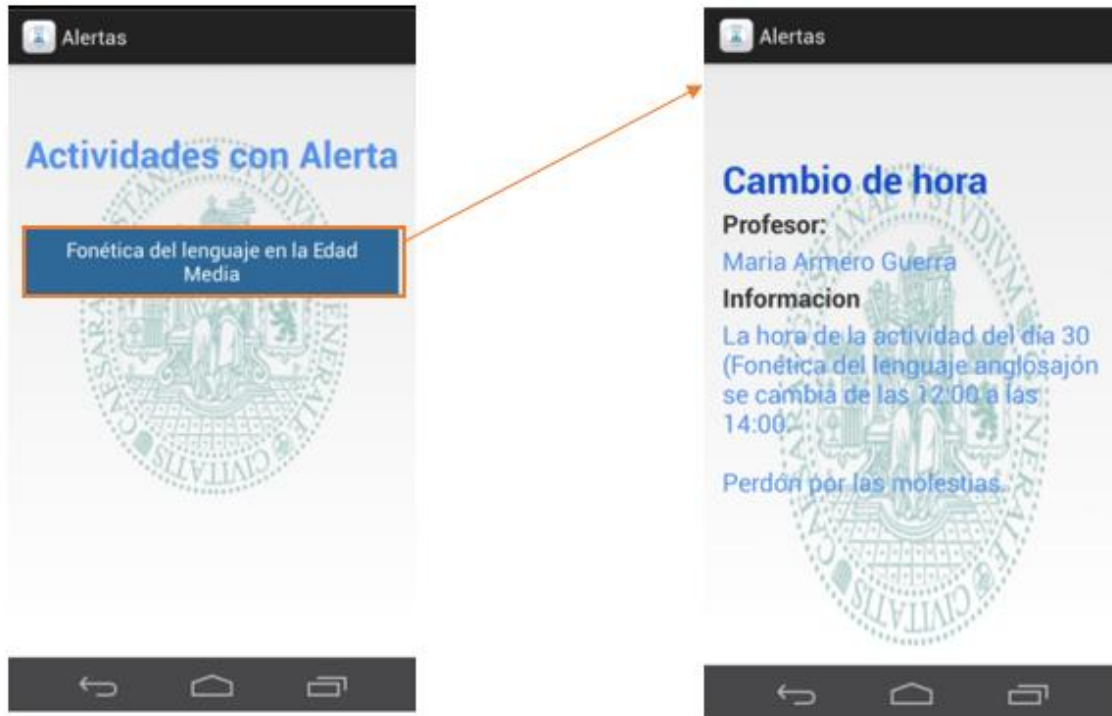 Alertas
Actividades con Alerta
Fonética del lenguaje en la Edad
Media
Alertas
Cambio de hora
Profesor:
Maria Armero Guerra
Informacion
La hora de la actividad del día 30
(Fonética del lenguaje anglosajón
se cambia de las 12:00 a las
14:00.
Perdón por las molestias.